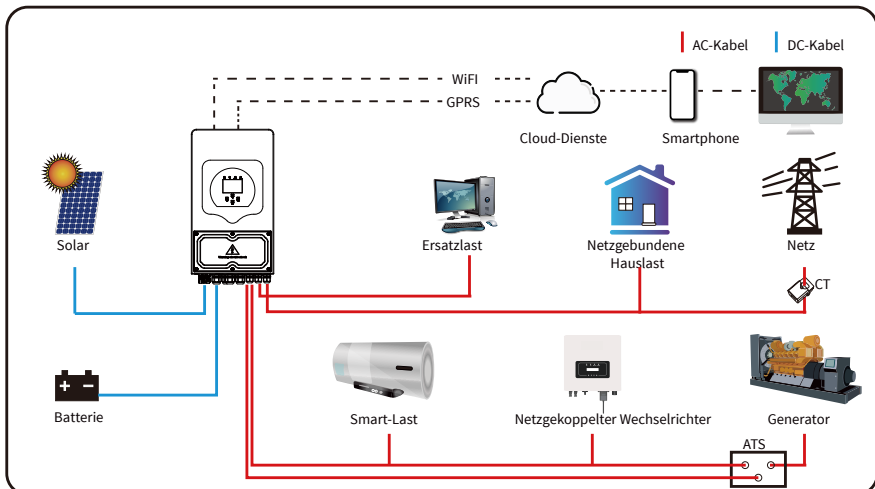 AC-Kabel
DC-Kabel
WiFI
GPRS
Cloud-Dienste
Smartphone
Solar
Ersatzlast
Netzgebundene
Hauslast
Netz
CT
Batterie
Smart-Last
Netzgekoppelter Wechselrichter
Generator
ATS